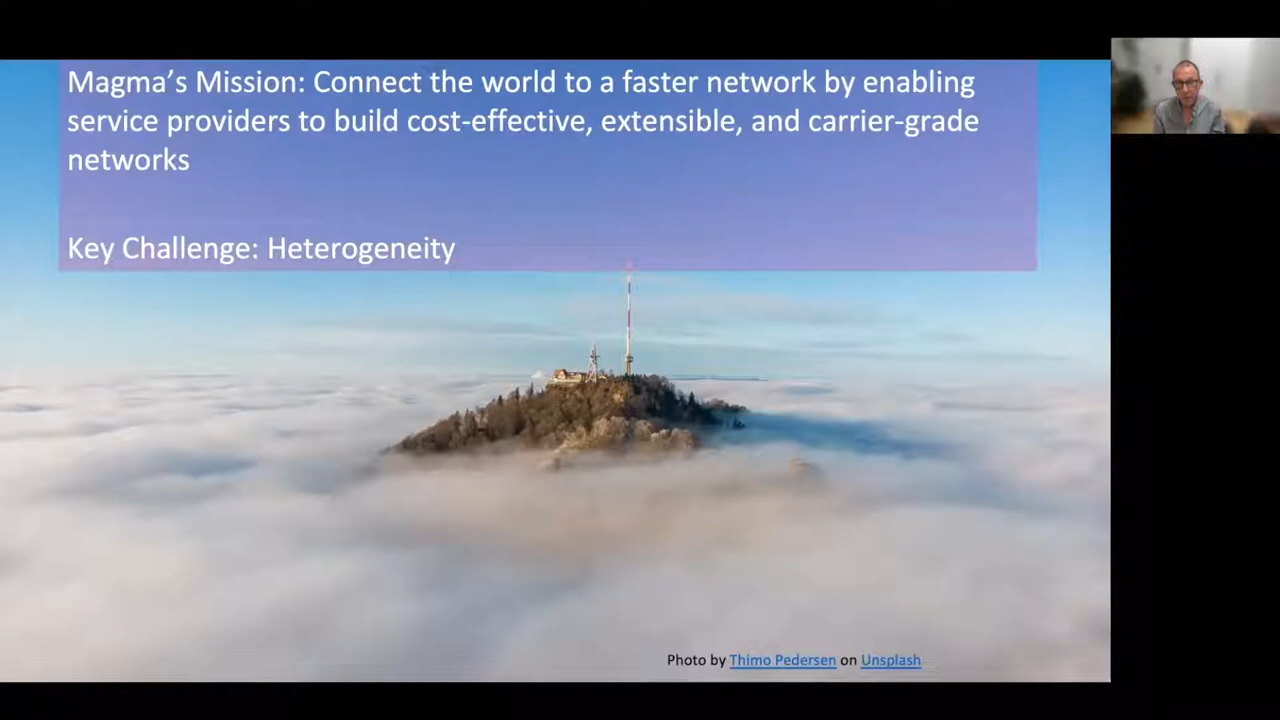 Magma’s Mission: Connect the world to a faster network by enabling
service providers to build cost-effective, extensible, and carrier-grade
networks
Key Challenge: Heterogeneity
Photo by Thimo Pedersen on Unsplash